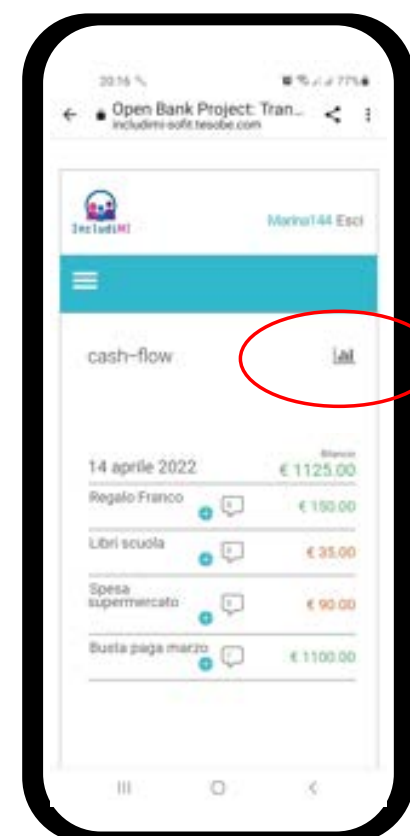 20:16
77%
Open Bank Project: Tran...
includimi-sofit.tesobe.com
IncludiMI
Marina144 Esci
cash-flow
Bilancio
14 aprile 2022 € 1125.00
Regalo Franco € 150.00
Libri scuola € 35.00
Spesa
supermercato € 90.00
Busta paga marzo € 1100.00